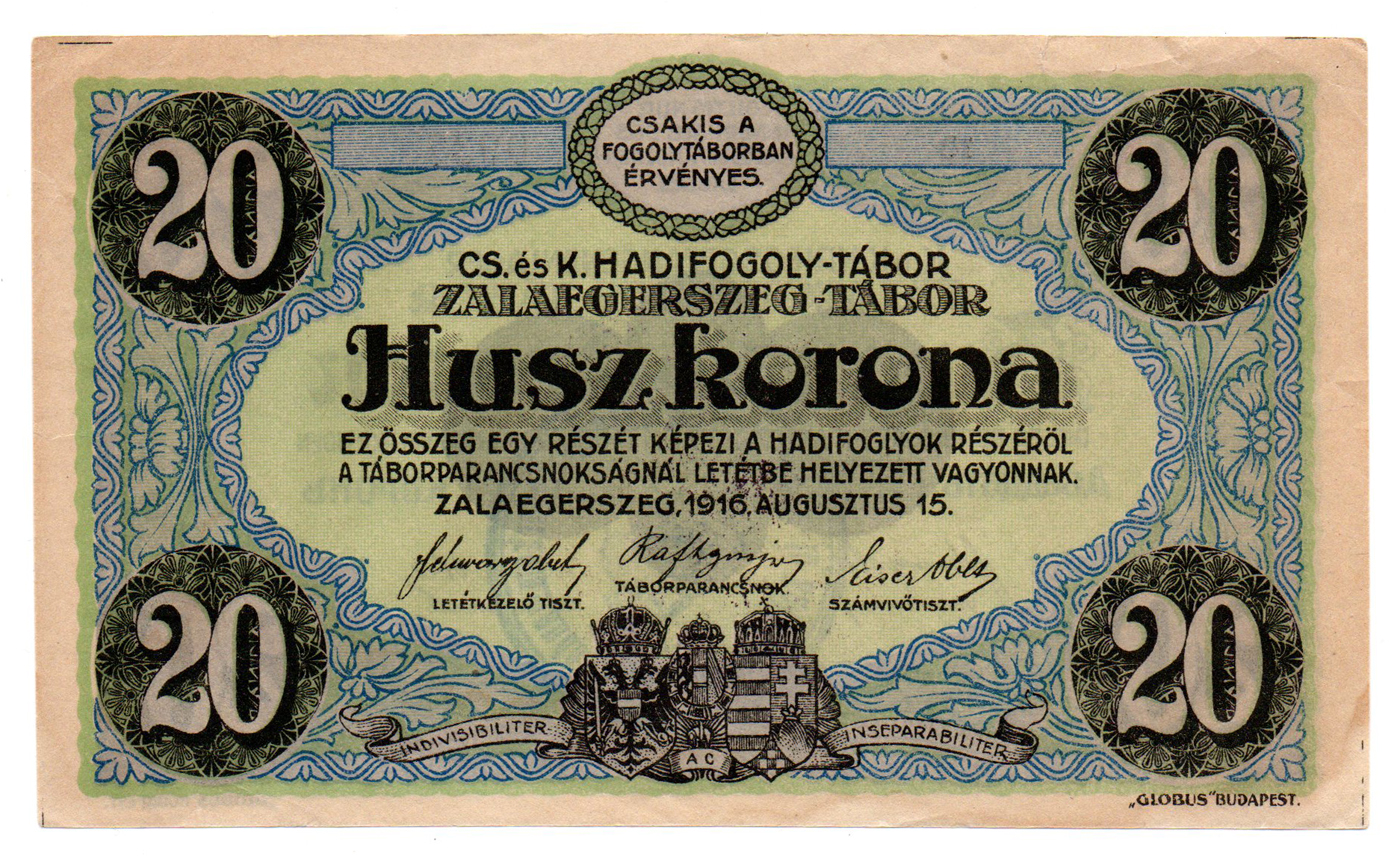 CSAKIS A
FOGOLYTÁBORBAN
ÉRVÉNYES.
20
20
CS. és K. HADIFOGOLY-TÁBOR
ZALAEGERSZEG-TÁBOR
Husz korona
EZ ÖSSZEG EGY RÉSZÉT KÉPEZI A HADIFOGLYOK RÉSZÉRÖL
A TÁBORPARANCSNOKSÁGNÁL LETÉTBE HELYEZETT VAGYONNAK.
ZALAEGERSZEG, 1916. AUGUSZTUS 15.
LETÉTKEZELŐ TISZT.
TÁBORPARANCSNOK.
SZÁMVIVŐTISZT.
20
20
INDIVISIBILITER
AC
INSEPARABILITER
„GLOBUS“ BUDAPEST.